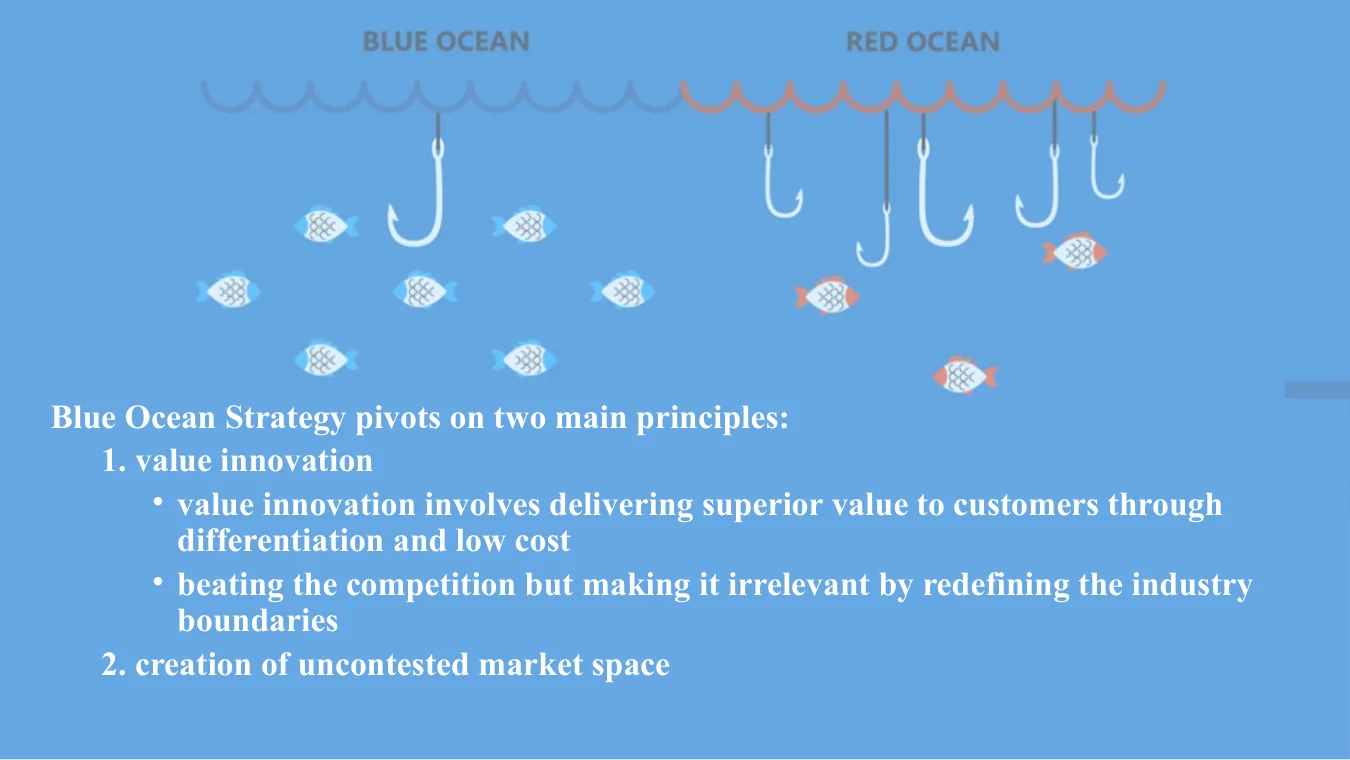 BLUE OCEAN
RED OCEAN
Blue Ocean Strategy pivots on two main principles:
1. value innovation
• value innovation involves delivering superior value to customers through
differentiation and low cost
• beating the competition but making it irrelevant by redefining the industry
boundaries
2. creation of uncontested market space